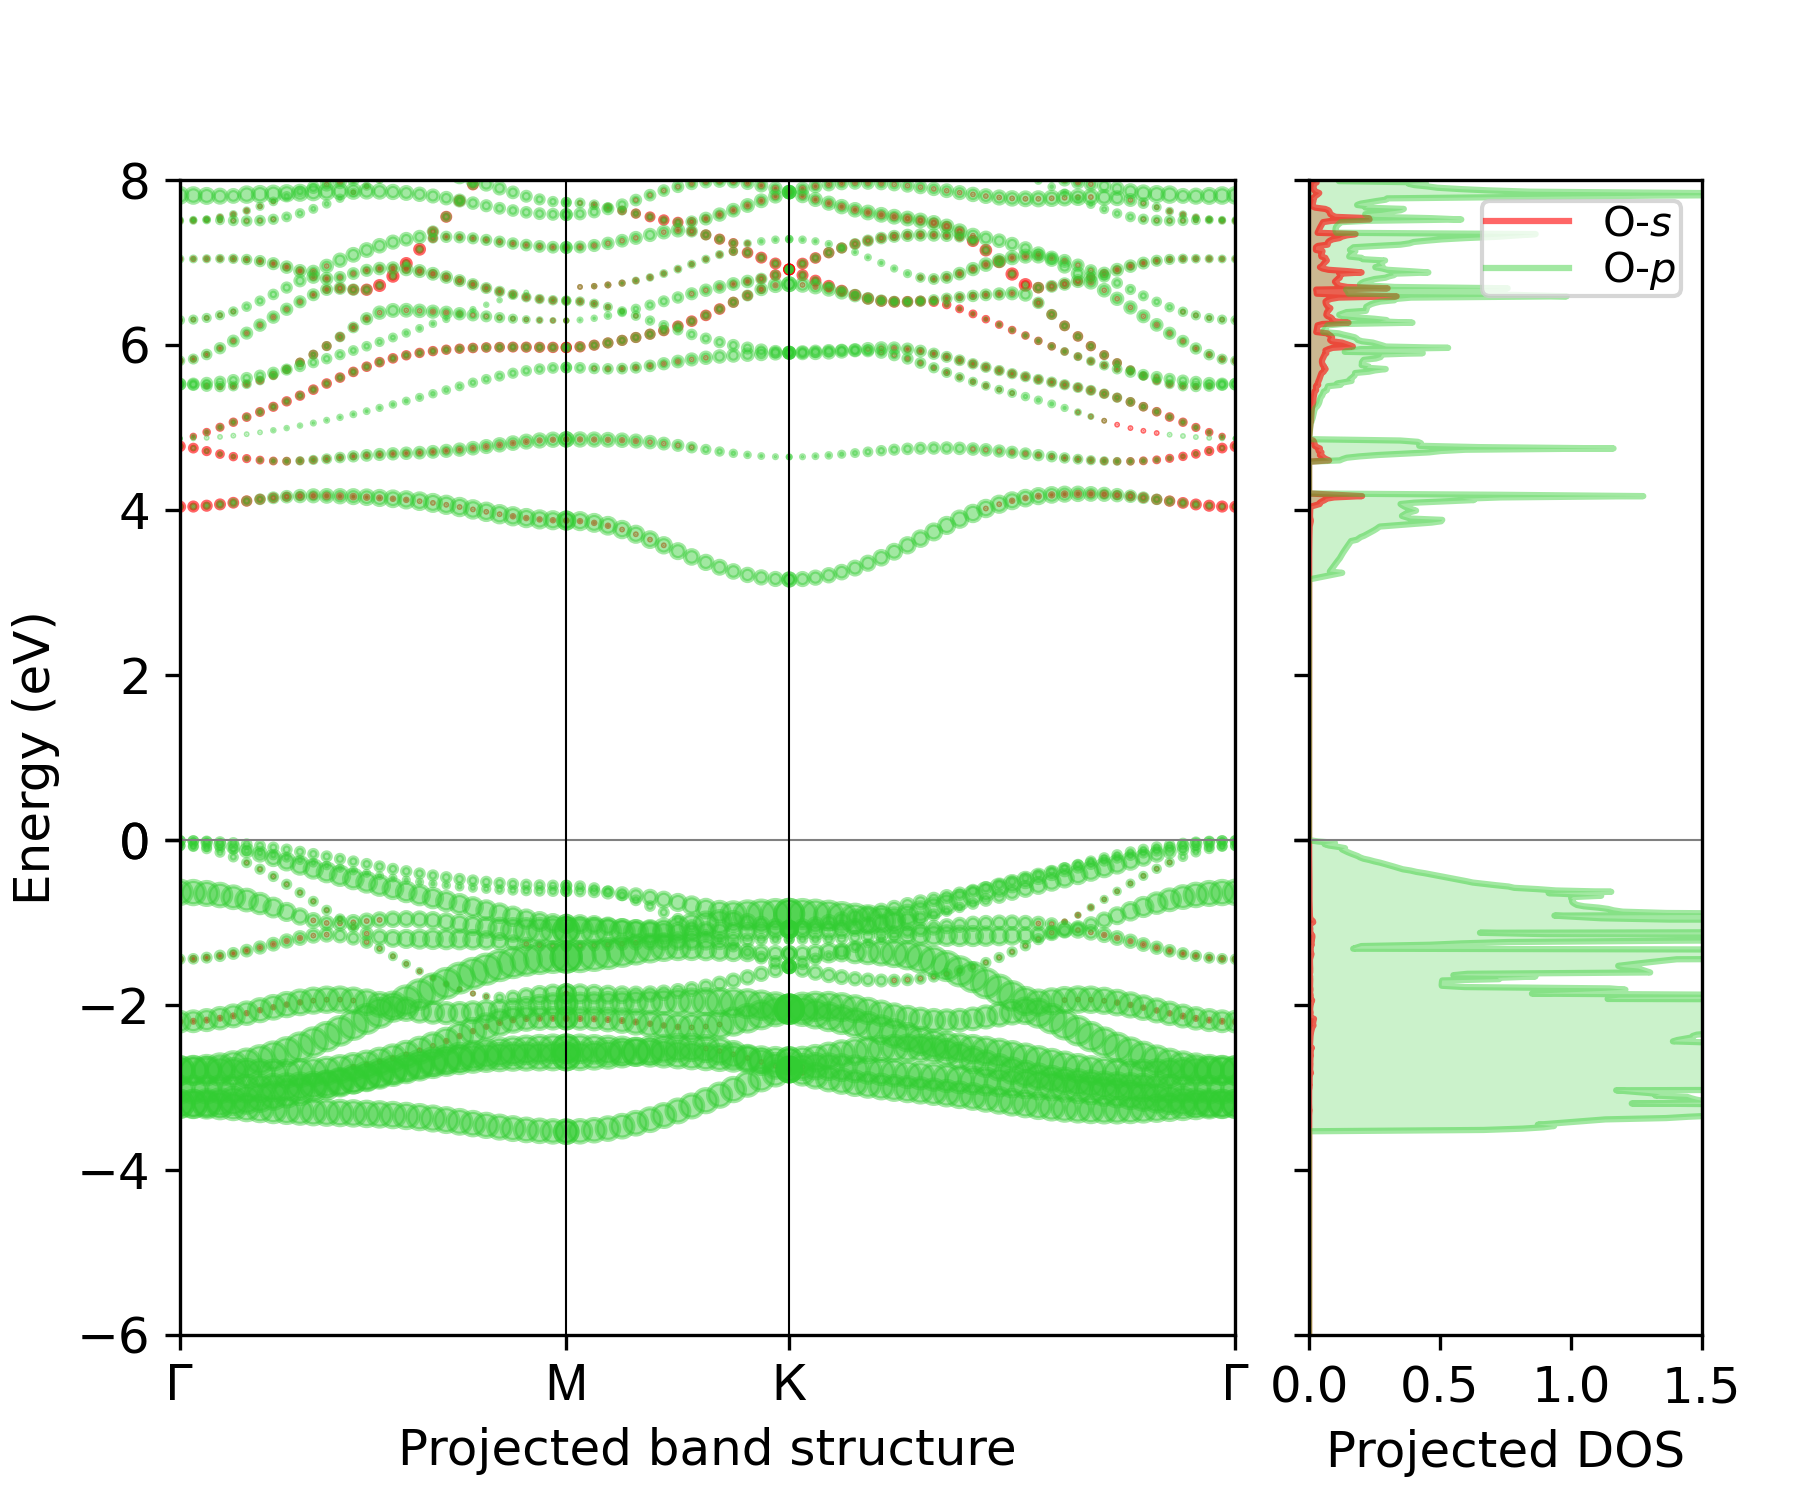 8
6
4
2
0
−2
−4
−6
Energy (eV)
Γ
M
K
Γ
Projected band structure
O-s
O-p
0.0
0.5
1.0
1.5
Projected DOS